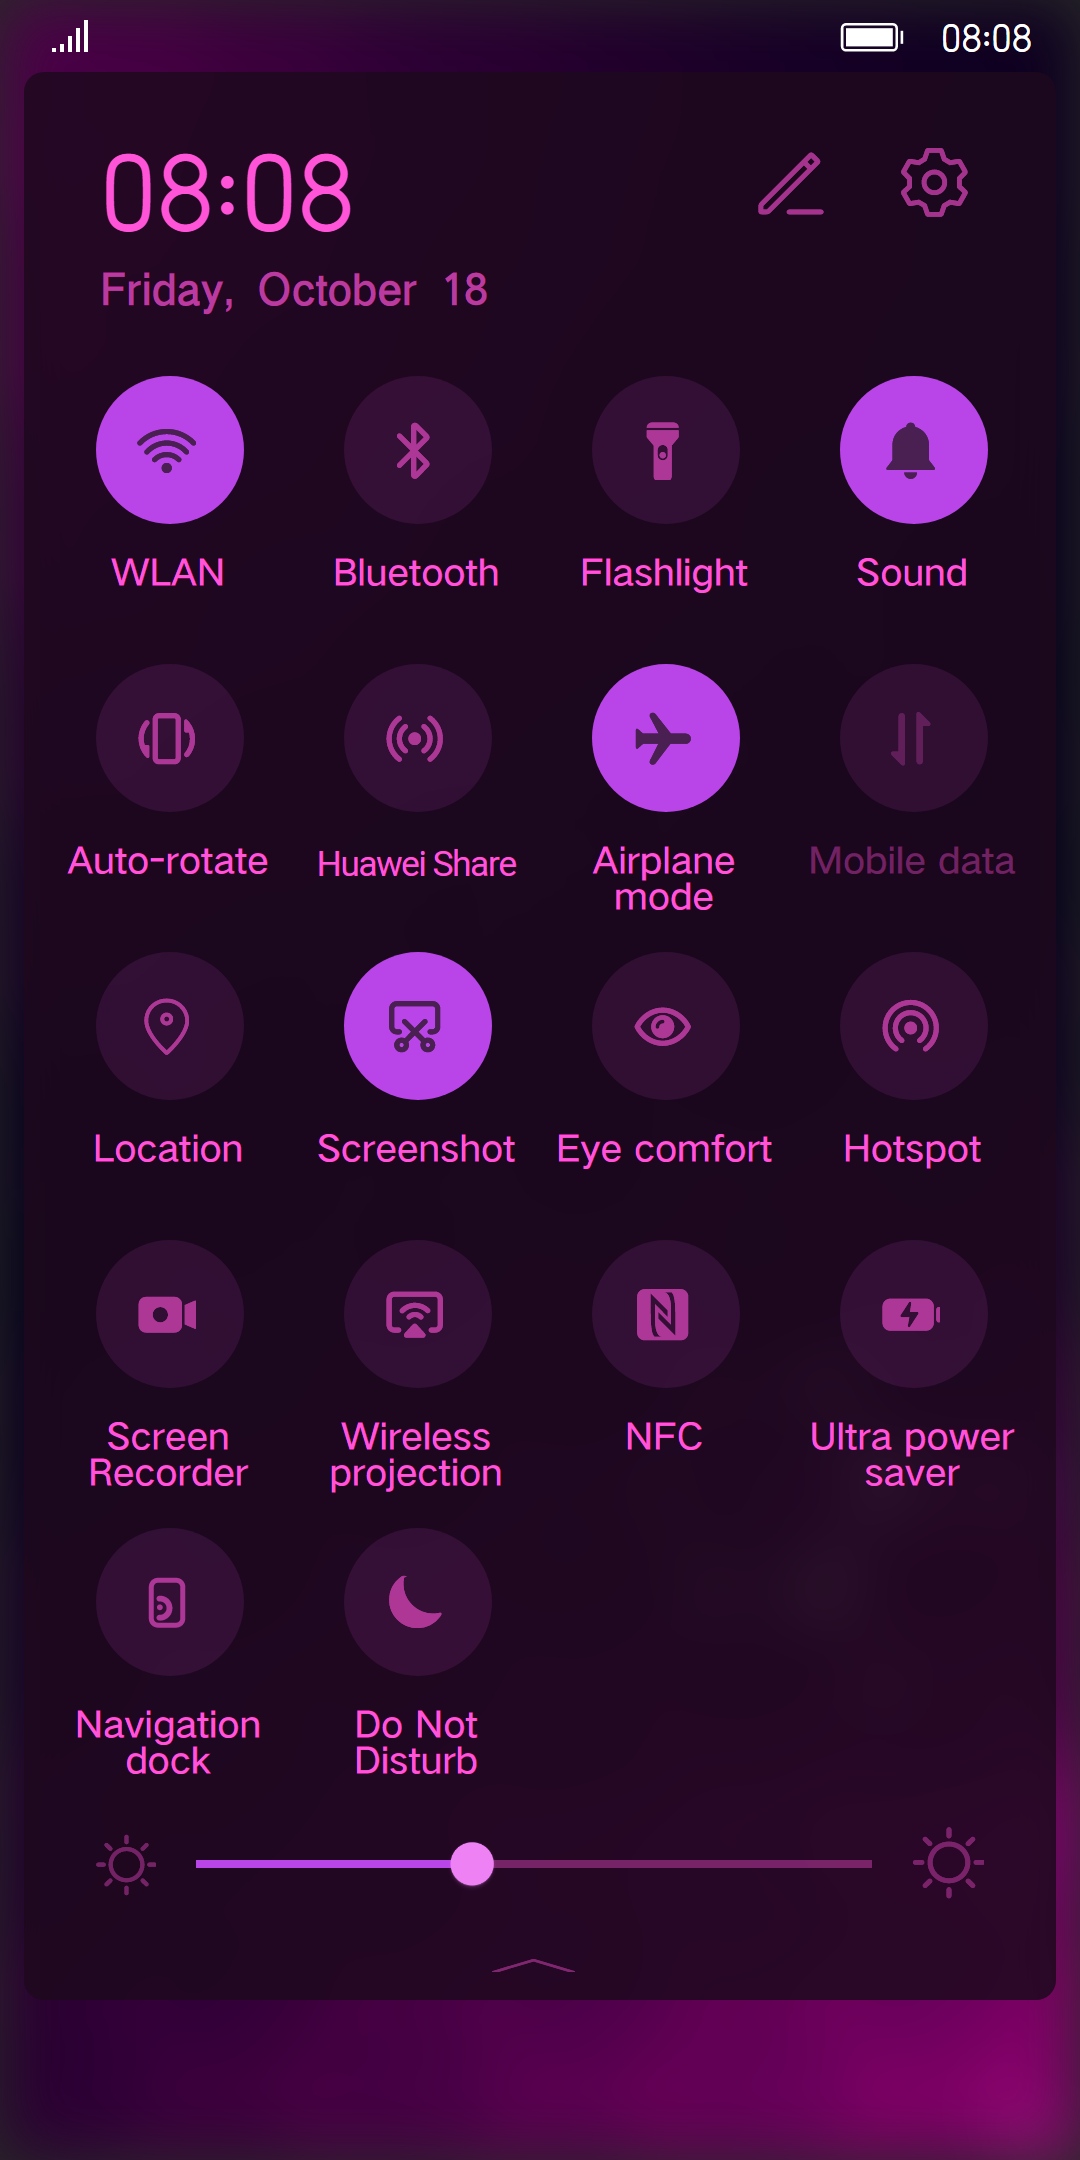 08:08
08:08
Friday, October 18
WLAN
Bluetooth
Flashlight
Sound
Auto-rotate
Huawei Share
Airplane
mode
Mobile data
Location
Screenshot
Eye comfort
Hotspot
Screen
Recorder
Wireless
projection
NFC
Ultra power
saver
Navigation
dock
Do Not
Disturb